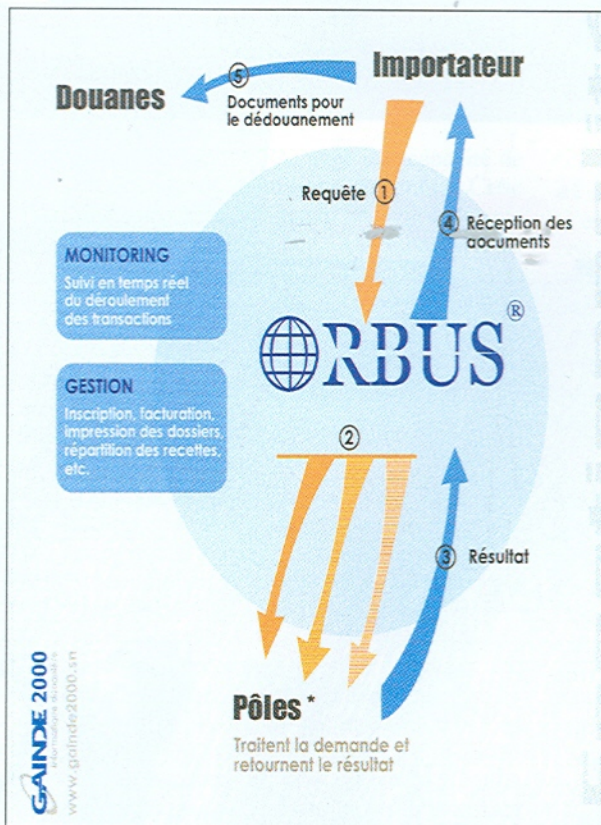 Importateur
Douanes
⑤
Documents pour
le dédouanement
Requête ①
④ Réception des
documents
MONITORING
Suivi en temps réel
du déroulement
des transactions
ORBUS®
GESTION
Inscription, facturation,
impression des dossiers,
répartition des recettes,
etc.
②
③ Résultat
Pôles *
Traitent la demande et
retournent le résultat
GAINDE 2000
www.gainde2000.sn